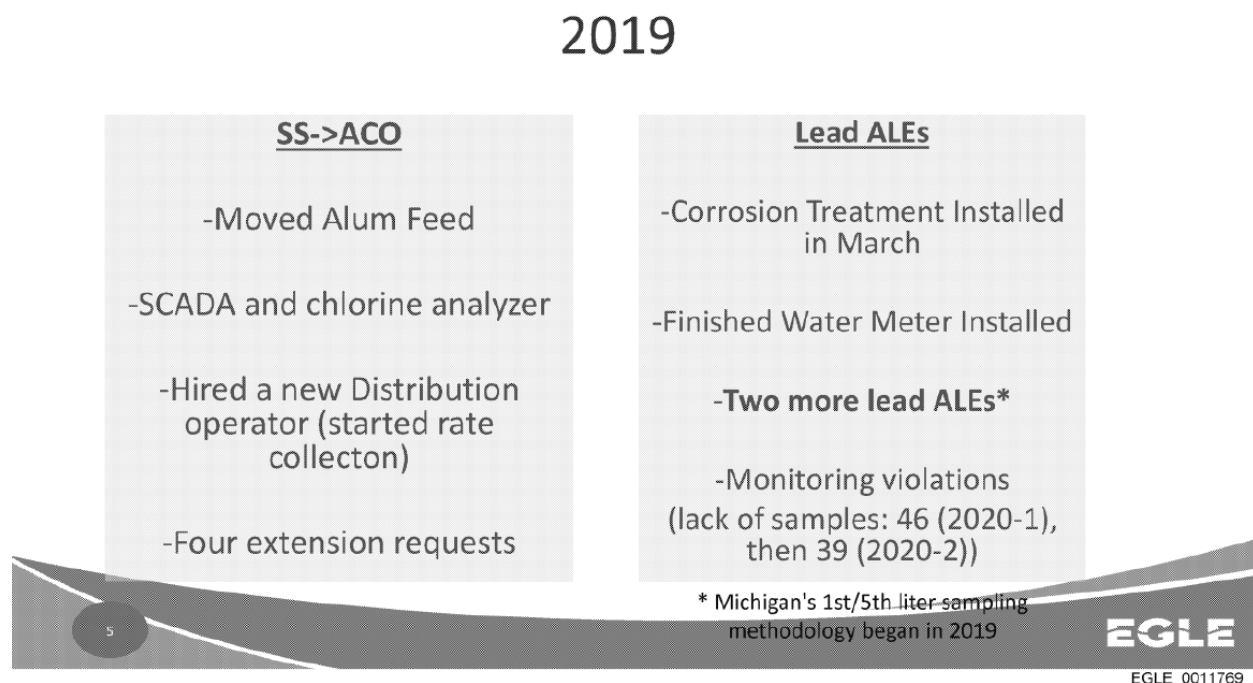 2019
SS->ACO
-Moved Alum Feed
-SCADA and chlorine analyzer
-Hired a new Distribution
operator (started rate
collecton)
-Four extension requests
Lead ALEs
-Corrosion Treatment Installed
in March
-Finished Water Meter Installed
-Two more lead ALEs*
-Monitoring violations
(lack of samples: 46 (2020-1),
then 39 (2020-2))
* Michigan's 1st/5th liter sampling
methodology began in 2019
5
EGLE
EGLE_0011769